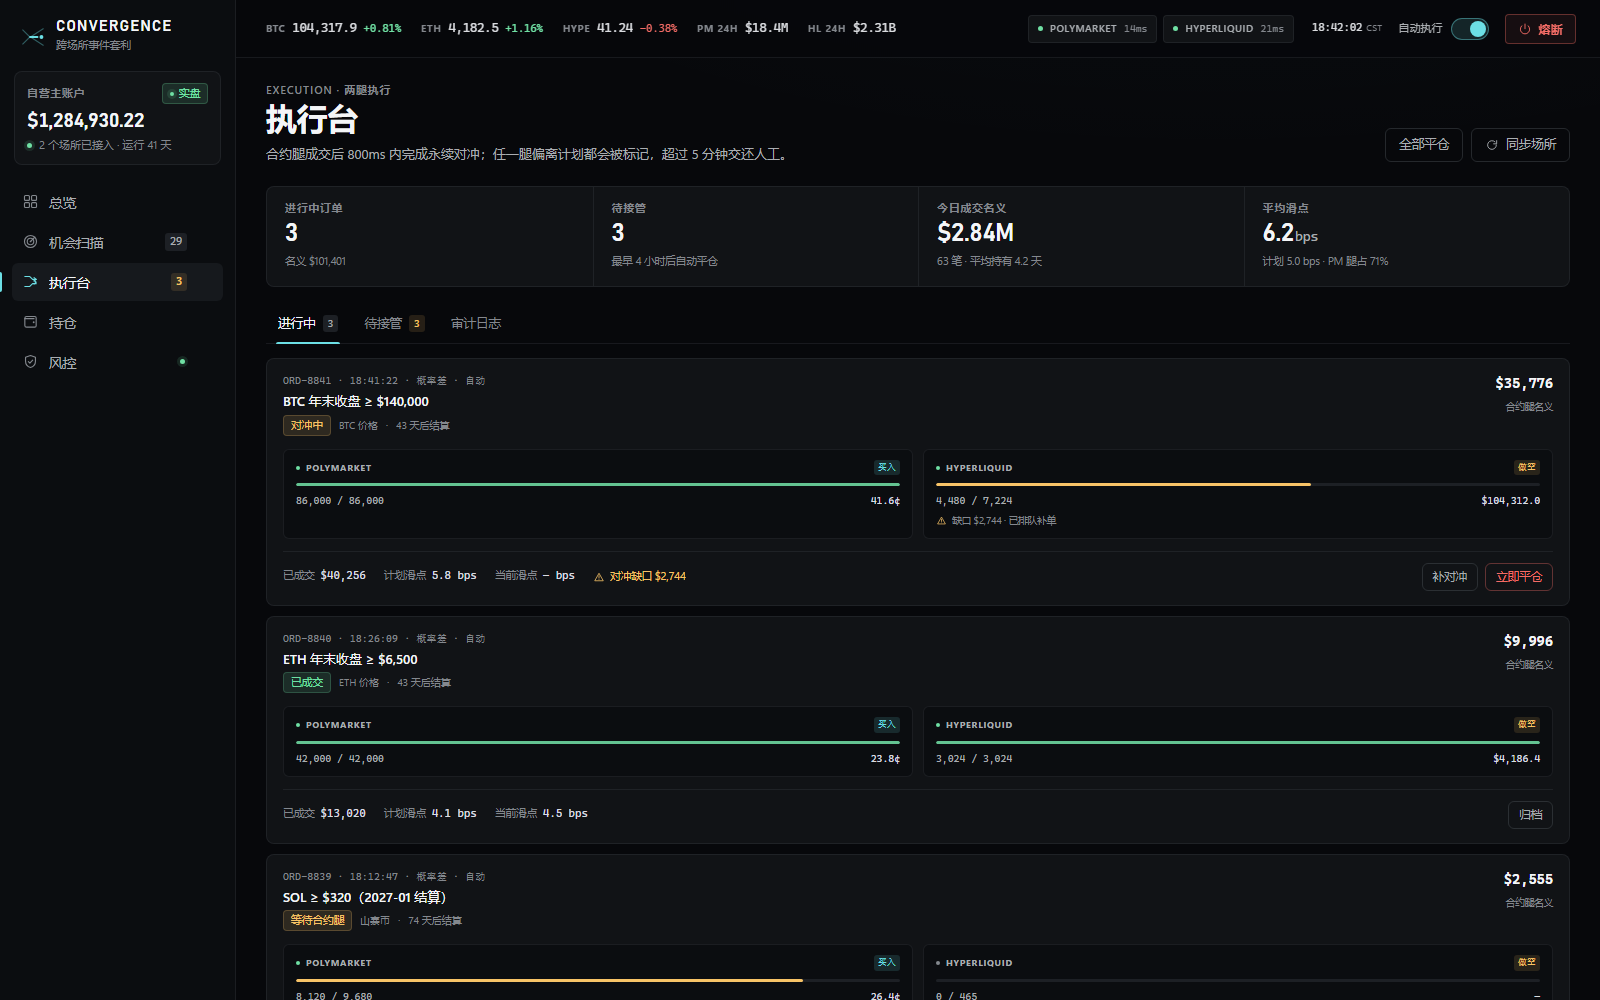 CONVERGENCE
跨场所事件套利
自营主账户
实盘
$1,284,930.22
2 个场所已接入 · 运行 41 天
总览
机会扫描 29
执行台 3
持仓
风控
BTC 104,317.9 +0.81% ETH 4,182.5 +1.16% HYPE 41.24 −0.38% PM 24H $18.4M HL 24H $2.31B
POLYMARKET 14ms
HYPERLIQUID 21ms
18:42:02 CST
自动执行
熔断
EXECUTION · 两腿执行
执行台
合约腿成交后 800ms 内完成永续对冲；任一腿偏离计划都会被标记，超过 5 分钟交还人工。
全部平仓
同步场所
进行中订单
3
名义 $101,401
待接管
3
最早 4 小时后自动平仓
今日成交名义
$2.84M
63 笔 · 平均持有 4.2 天
平均滑点
6.2bps
计划 5.0 bps · PM 腿占 71%
进行中 3
待接管 3
审计日志
ORD-8841 · 18:41:22 · 概率差 · 自动
BTC 年末收盘 ≥ $140,000
对冲中 BTC 价格 · 43 天后结算
$35,776
合约腿名义
POLYMARKET 买入
86,000 / 86,000 41.6¢
HYPERLIQUID 做空
4,480 / 7,224 $104,312.0
缺口 $2,744 · 已排队补单
已成交 $40,256 计划滑点 5.8 bps 当前滑点 — bps 对冲缺口 $2,744
补对冲
立即平仓
ORD-8840 · 18:26:09 · 概率差 · 自动
ETH 年末收盘 ≥ $6,500
已成交 ETH 价格 · 43 天后结算
$9,996
合约腿名义
POLYMARKET 买入
42,000 / 42,000 23.8¢
HYPERLIQUID 做空
3,024 / 3,024 $4,186.4
已成交 $13,020 计划滑点 4.1 bps 当前滑点 4.5 bps
归档
ORD-8839 · 18:12:47 · 概率差 · 自动
SOL ≥ $320（2027-01 结算）
等待合约腿 山寨币 · 74 天后结算
$2,555
合约腿名义
POLYMARKET 买入
8,120 / 9,680 26.4¢
HYPERLIQUID 做空
0 / 465 —